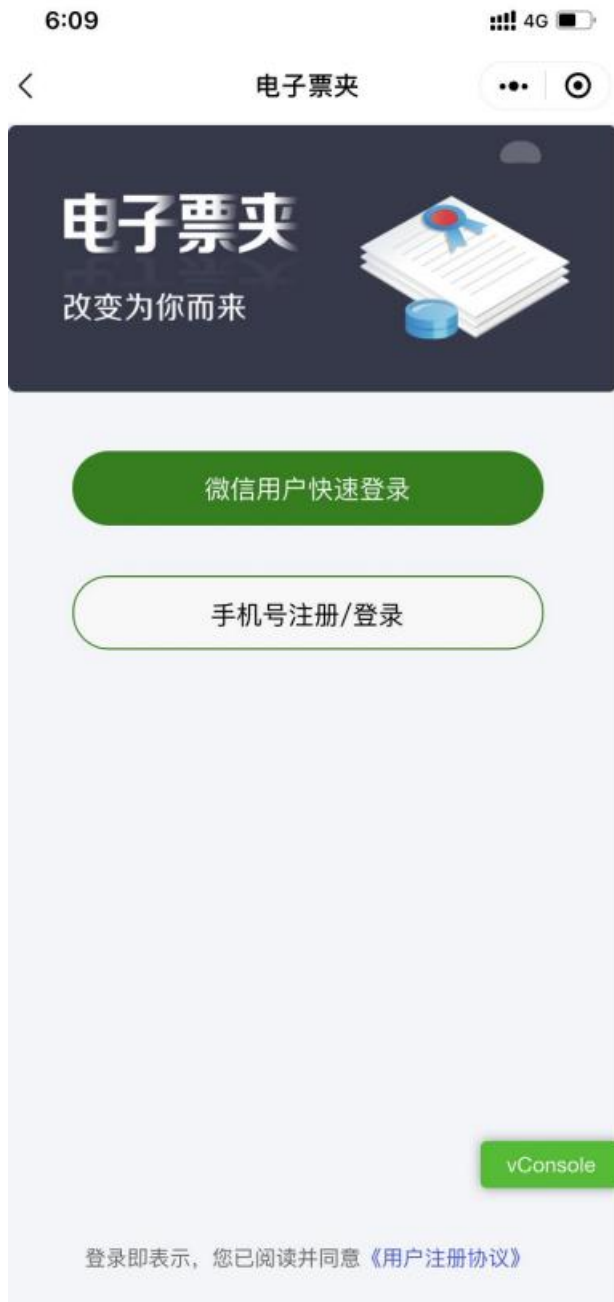 6:09
4G
电子票夹
电子票夹
改变为你而来
微信用户快速登录
手机号注册/登录
vConsole
登录即表示，您已阅读并同意《用户注册协议》